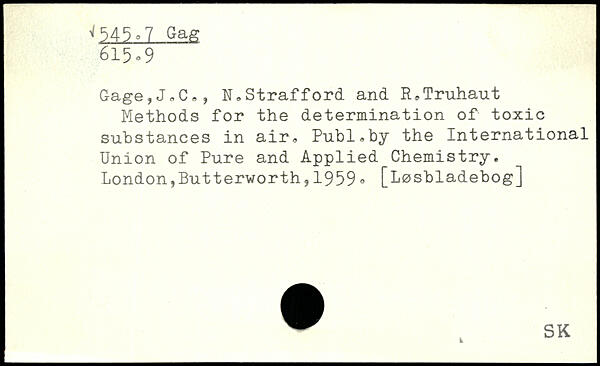 √545.7 Gag
615.9
Gage,J.C., N.Strafford and R.Truhaut
Methods for the determination of toxic
substances in air. Publ.by the International
Union of Pure and Applied Chemistry.
London,Butterworth,1959. [Løsbladebog]
SK